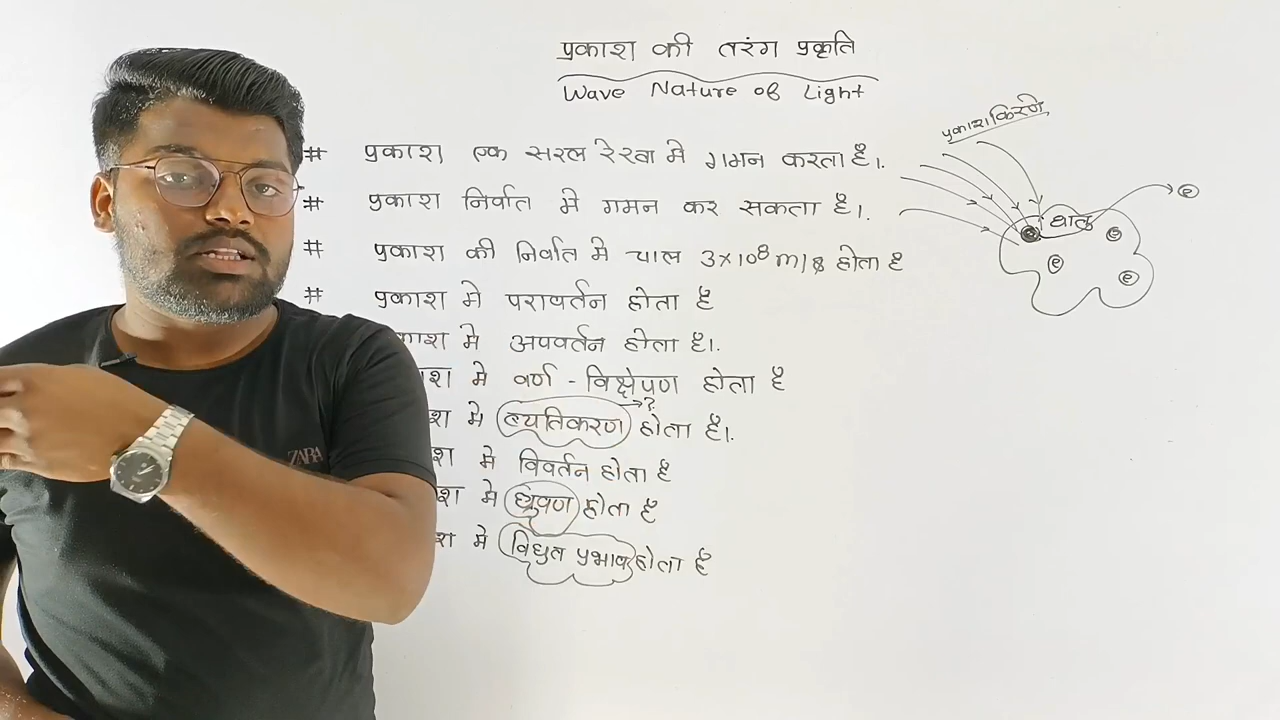 प्रकाश की तरंग प्रकृति
Wave Nature of Light
प्रकाश किरणे
# प्रकाश एक सरल रेखा मे गमन करता है।
# प्रकाश निर्वात मे गमन कर सकता है।
# प्रकाश की निर्वात मे चाल 3×10⁸ m/s होता है
# प्रकाश मे परावर्तन होता है
काश मे अपवर्तन होता है।
श मे वर्ण - विक्षेपण होता है
→?
श मे व्यतिकरण होता है।
श मे विवर्तन होता है
श मे ध्रुंवण होता है
श मे विधुत प्रभाव होता है
धातु
e
e
e
e
ZARA